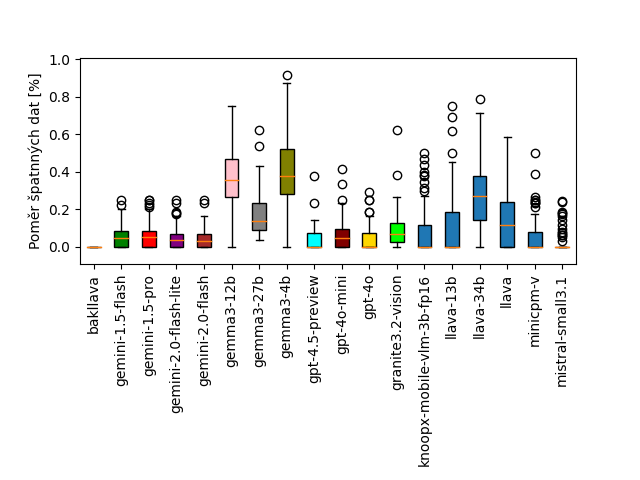 Poměr špatnných dat [%]
1.0
0.8
0.6
0.4
0.2
0.0
bakllava
gemini-1.5-flash
gemini-1.5-pro
gemini-2.0-flash-lite
gemini-2.0-flash
gemma3-12b
gemma3-27b
gemma3-4b
gpt-4.5-preview
gpt-4o-mini
gpt-4o
granite3.2-vision
knoopx-mobile-vlm-3b-fp16
llava-13b
llava-34b
llava
minicpm-v
mistral-small3.1